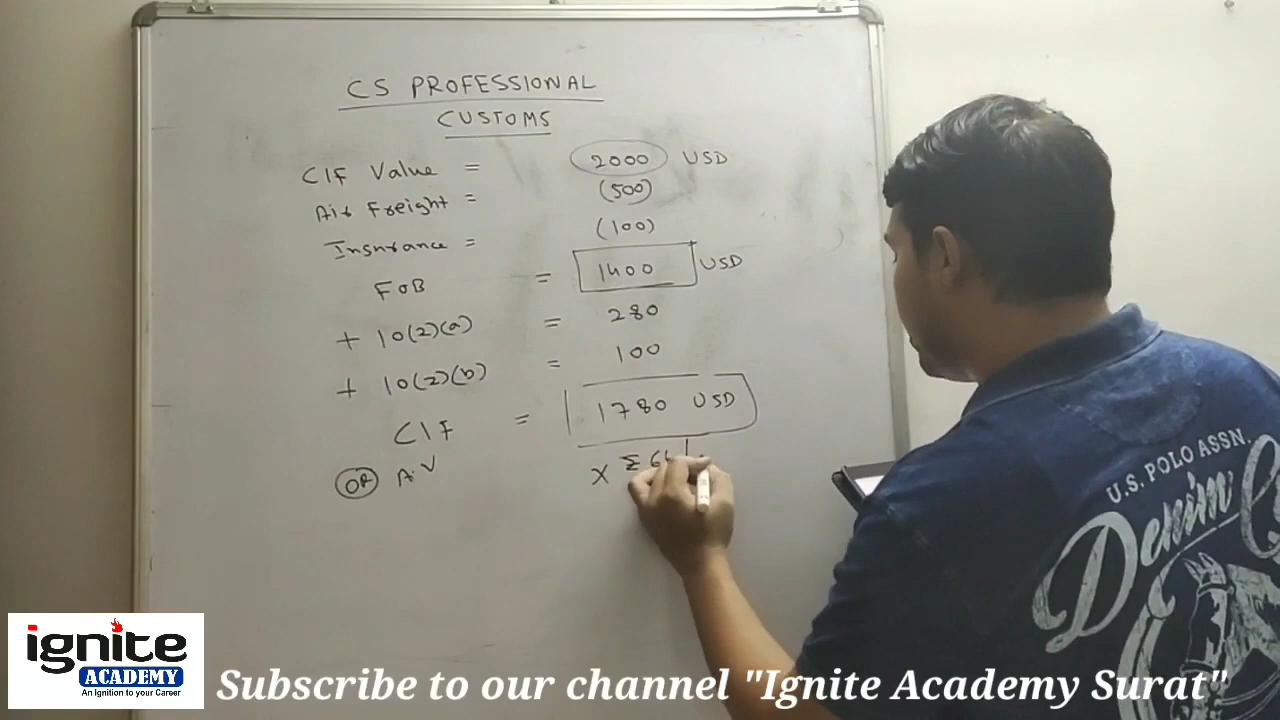 CS PROFESSIONAL
CUSTOMS
CIF Value = 2000 USD
Air Freight = (500)
Insurance = (100)
FOB = 1400 USD
+ 10(2)(a) = 280
+ 10(2)(b) = 100
CIF = 1780 USD
OR A.V X
U.S. POLO ASSN.
Denim
ignite
ACADEMY
An Ignition to your Career
Subscribe to our channel "Ignite Academy Surat"